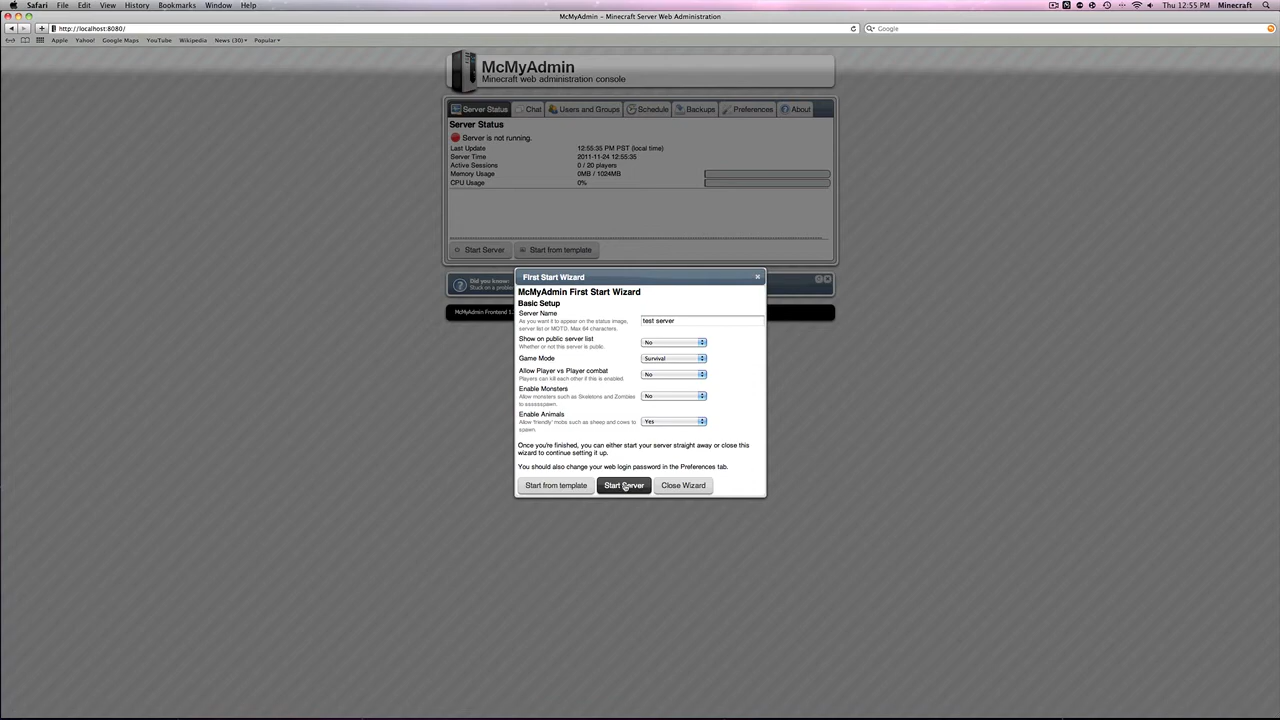 Safari File Edit View History Bookmarks Window Help Thu 12:55 PM Minecraft
McMyAdmin – Minecraft Server Web Administration
http://localhost:8080/ Google
Apple Yahoo! Google Maps YouTube Wikipedia News (30) Popular
McMyAdmin
Minecraft web administration console
Server Status Chat Users and Groups Schedule Backups Preferences About
Server Status
Server is not running.
Last Update 12:55:35 PM PST (local time)
Server Time 2011-11-24 12:55:35
Active Sessions 0 / 20 players
Memory Usage 0MB / 1024MB
CPU Usage 0%
Start Server Start from template
Did you know:
Stuck on a
McMyAdmin Frontend
First Start Wizard
McMyAdmin First Start Wizard
Basic Setup
Server Name
As you want it to appear on the status image, test server
server list or MOTD. Max 64 characters.
Show on public server list No
Whether or not this server is public.
Game Mode Survival
Allow Player vs Player combat No
Players can kill each other if this is enabled.
Enable Monsters No
Allow monsters such as Skeletons and Zombies
to ssssssspawn.
Enable Animals Yes
Allow 'friendly' mobs such as sheep and cows to
spawn.
Once you're finished, you can either start your server straight away or close this
wizard to continue setting it up.
You should also change your web login password in the Preferences tab.
Start from template Start Server Close Wizard